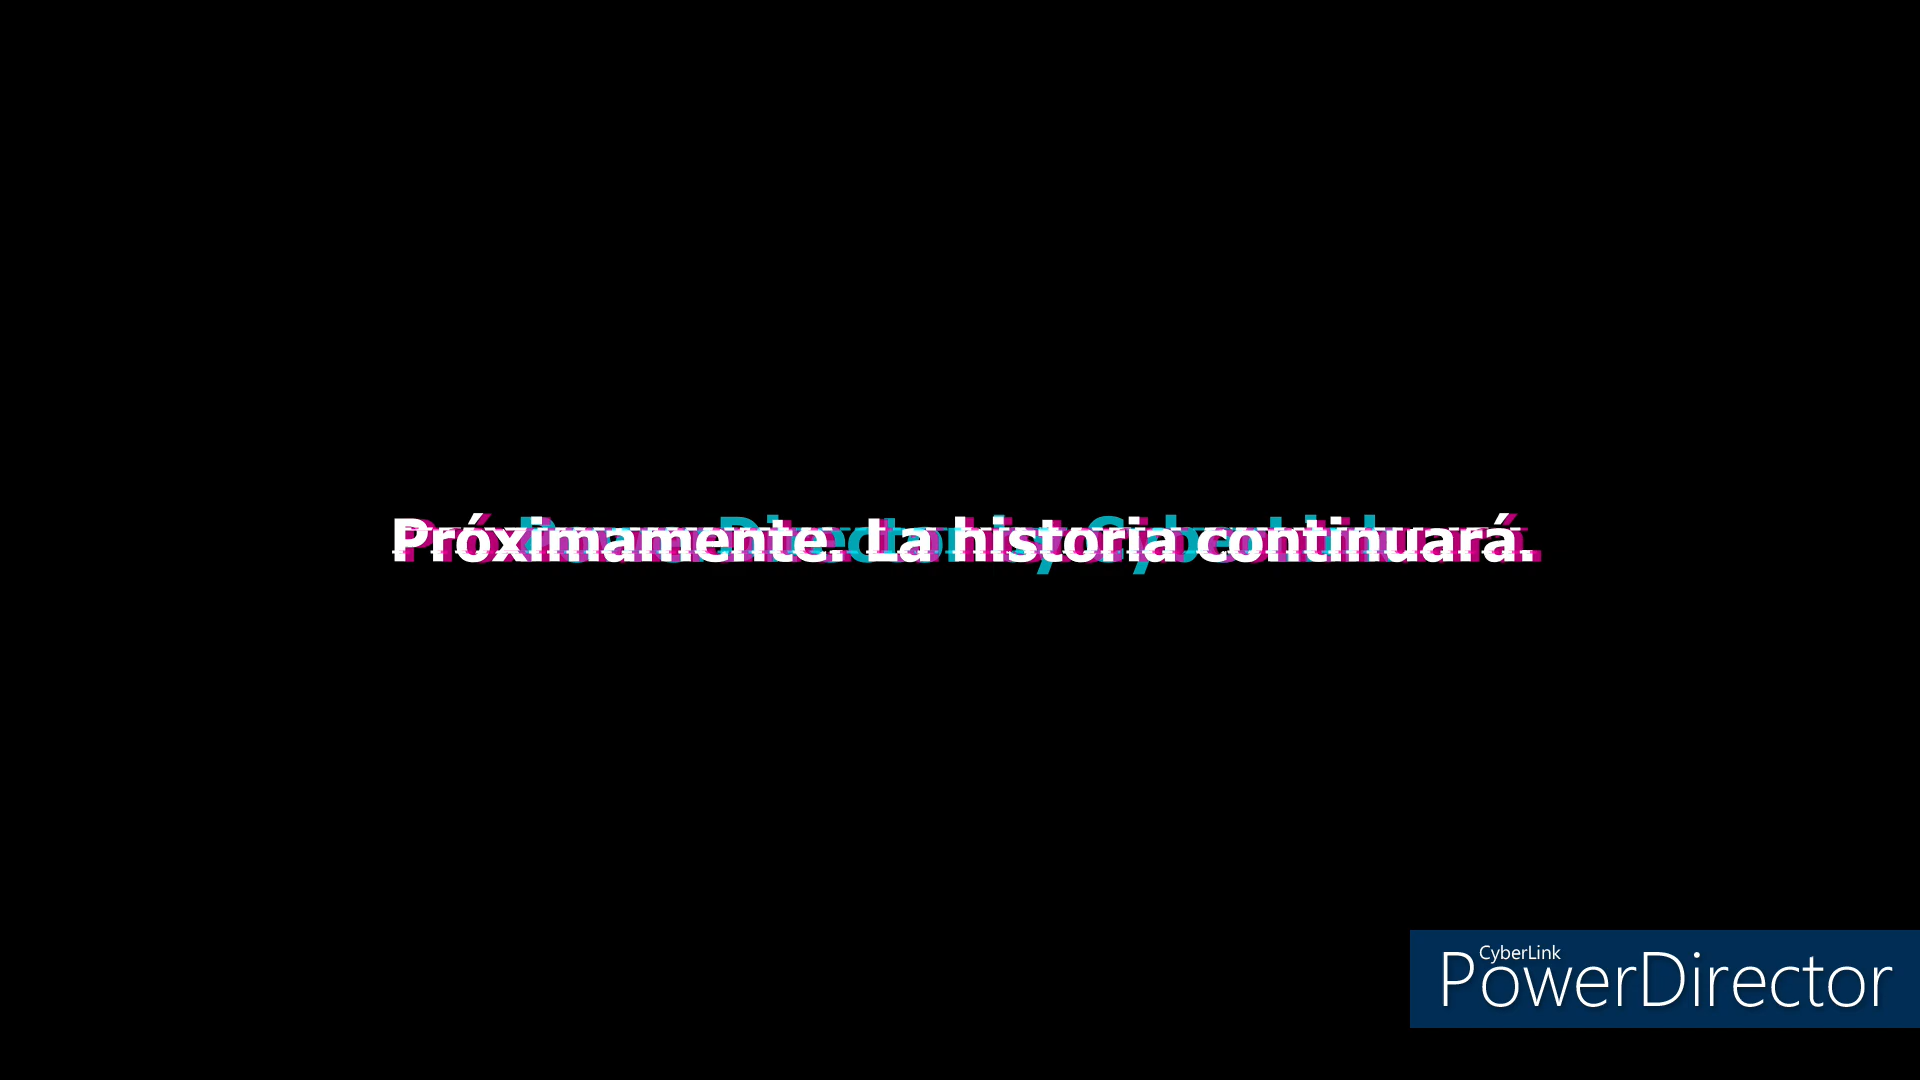 Próximamente. La historia continuará.
CyberLink
PowerDirector